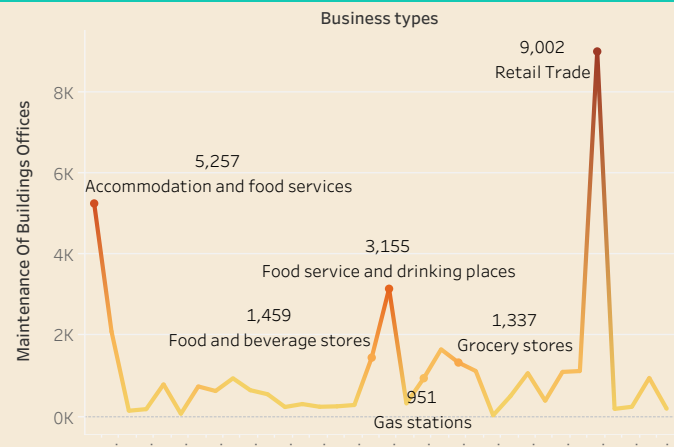 Business types
9,002
Retail Trade
8K
Maintenance Of Buildings Offices
5,257
6K
Accommodation and food services
3,155
4K
Food service and drinking places
1,459
1,337
2K
Food and beverage stores
Grocery stores
951
0K
Gas stations